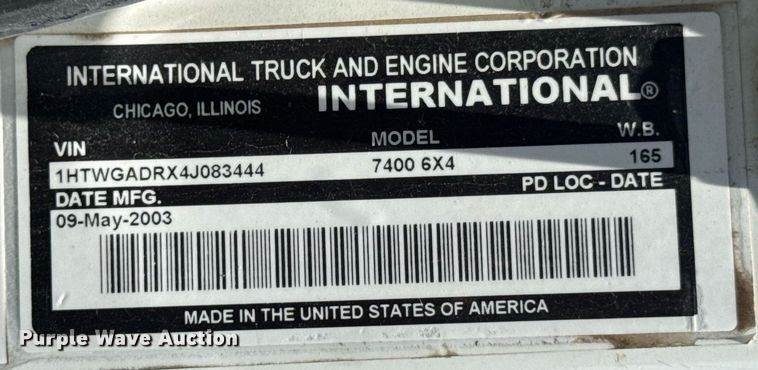 INTERNATIONAL TRUCK AND ENGINE CORPORATION
CHICAGO, ILLINOIS INTERNATIONAL®
VIN MODEL W.B.
1HTWGADRX4J083444 7400 6X4 165
DATE MFG. PD LOC - DATE
09-May-2003
MADE IN THE UNITED STATES OF AMERICA
Purple Wave Auction